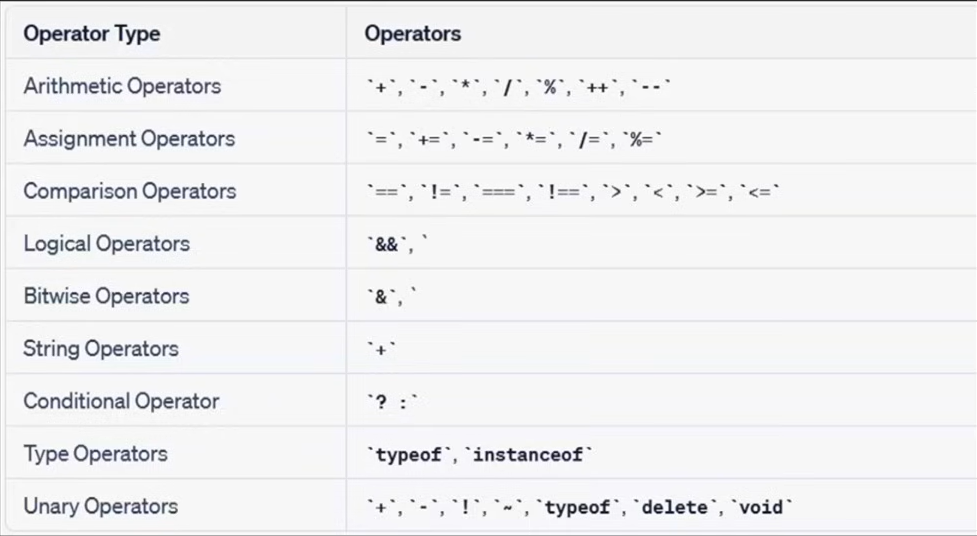 Operator Type Operators
Arithmetic Operators `+`, `-`, `*`, `/`, `%`, `++`, `--`
Assignment Operators `=`, `+=`, `-=`, `*=`, `/=`, `%=`
Comparison Operators `==`, `!=`, `===`, `!==`, `>`, `<`, `>=`, `<=`
Logical Operators `&&`, `
Bitwise Operators `&`, `
String Operators `+`
Conditional Operator `? :`
Type Operators `typeof`, `instanceof`
Unary Operators `+`, `-`, `!`, `~`, `typeof`, `delete`, `void`